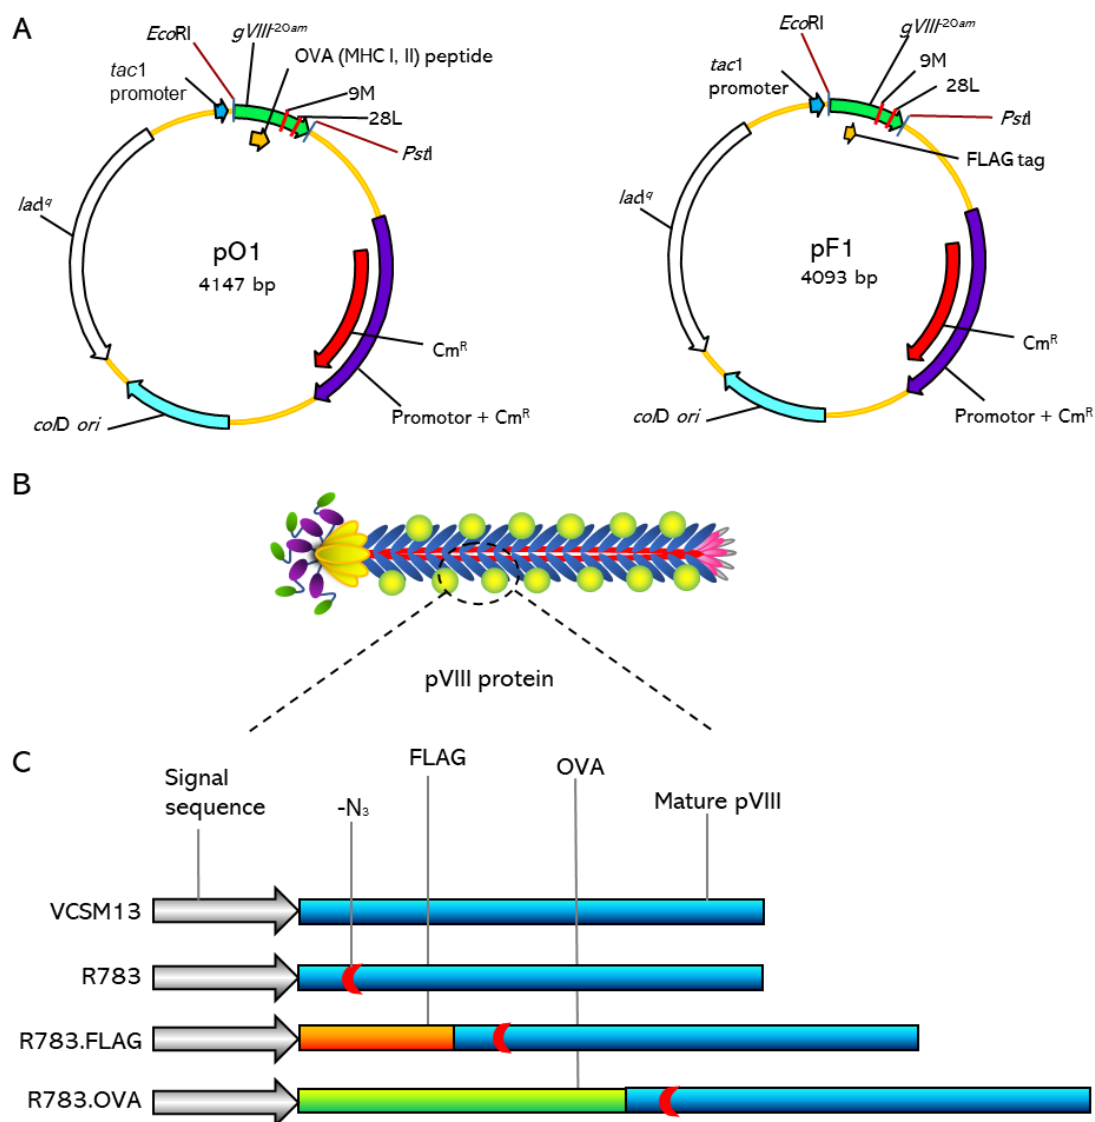 A
EcoRI
gVIII⁻²⁰ᵃᵐ
OVA (MHC I, II) peptide
tac1
promoter
9M
28L
PstI
ladᵠ
pO1
4147 bp
Cmᴿ
Promotor + Cmᴿ
colD ori
EcoRI
gVIII⁻²⁰ᵃᵐ
9M
tac1
promoter
28L
PstI
FLAG tag
ladᵠ
pF1
4093 bp
Cmᴿ
Promotor + Cmᴿ
colD ori
B
pVIII protein
C
Signal
sequence
-N₃
FLAG
OVA
Mature pVIII
VCSM13
R783
R783.FLAG
R783.OVA